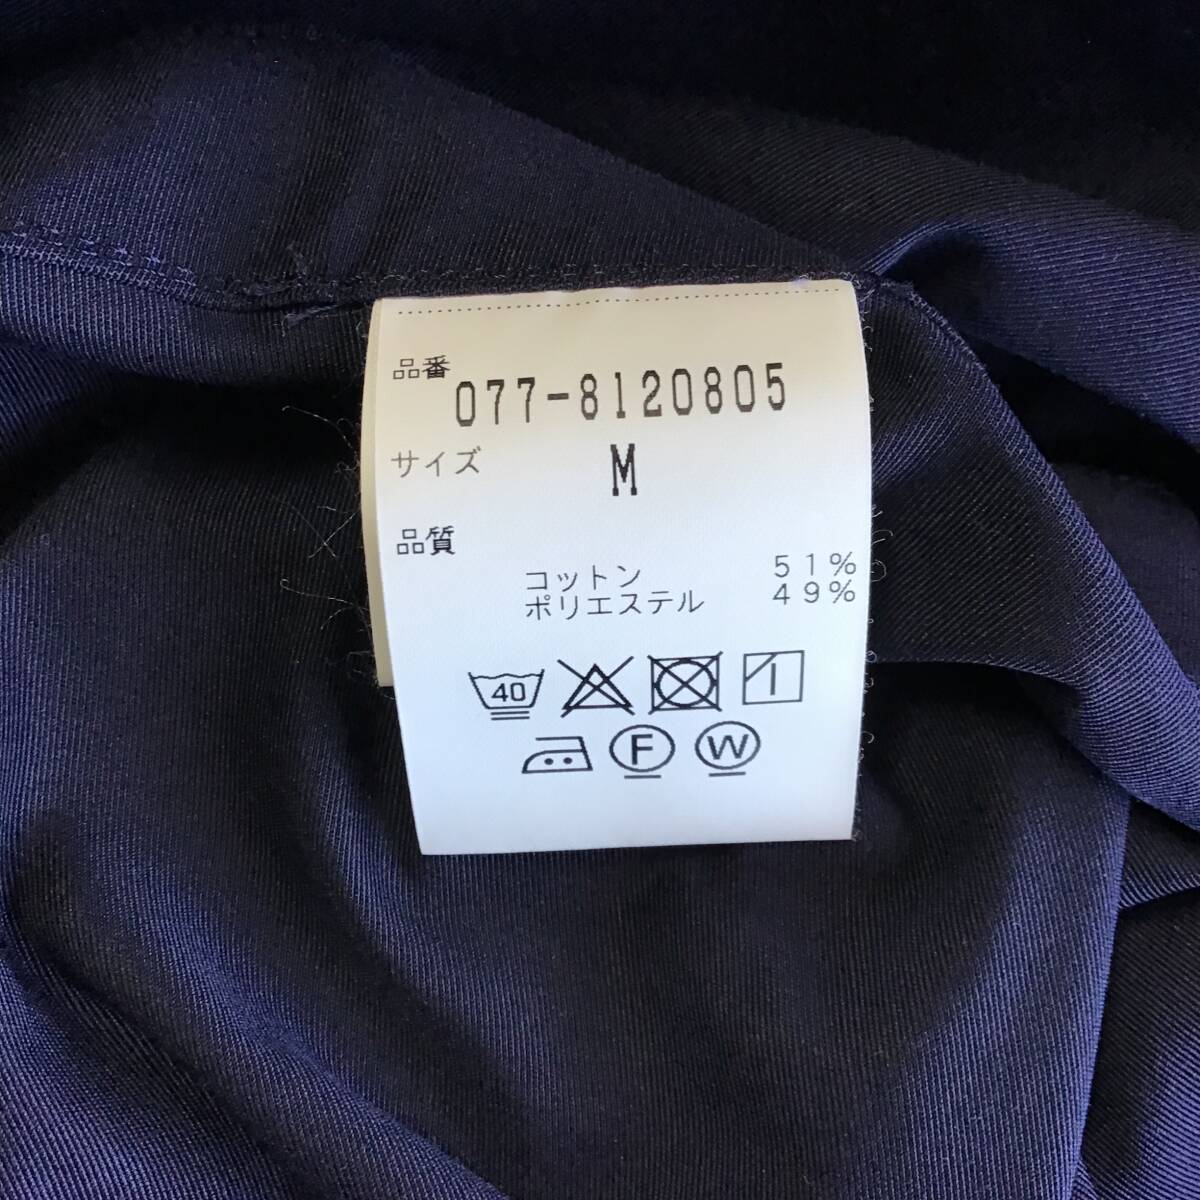 品番 077-8120805
サイズ M
品質
コットン 51%
ポリエステル 49%
40
F W